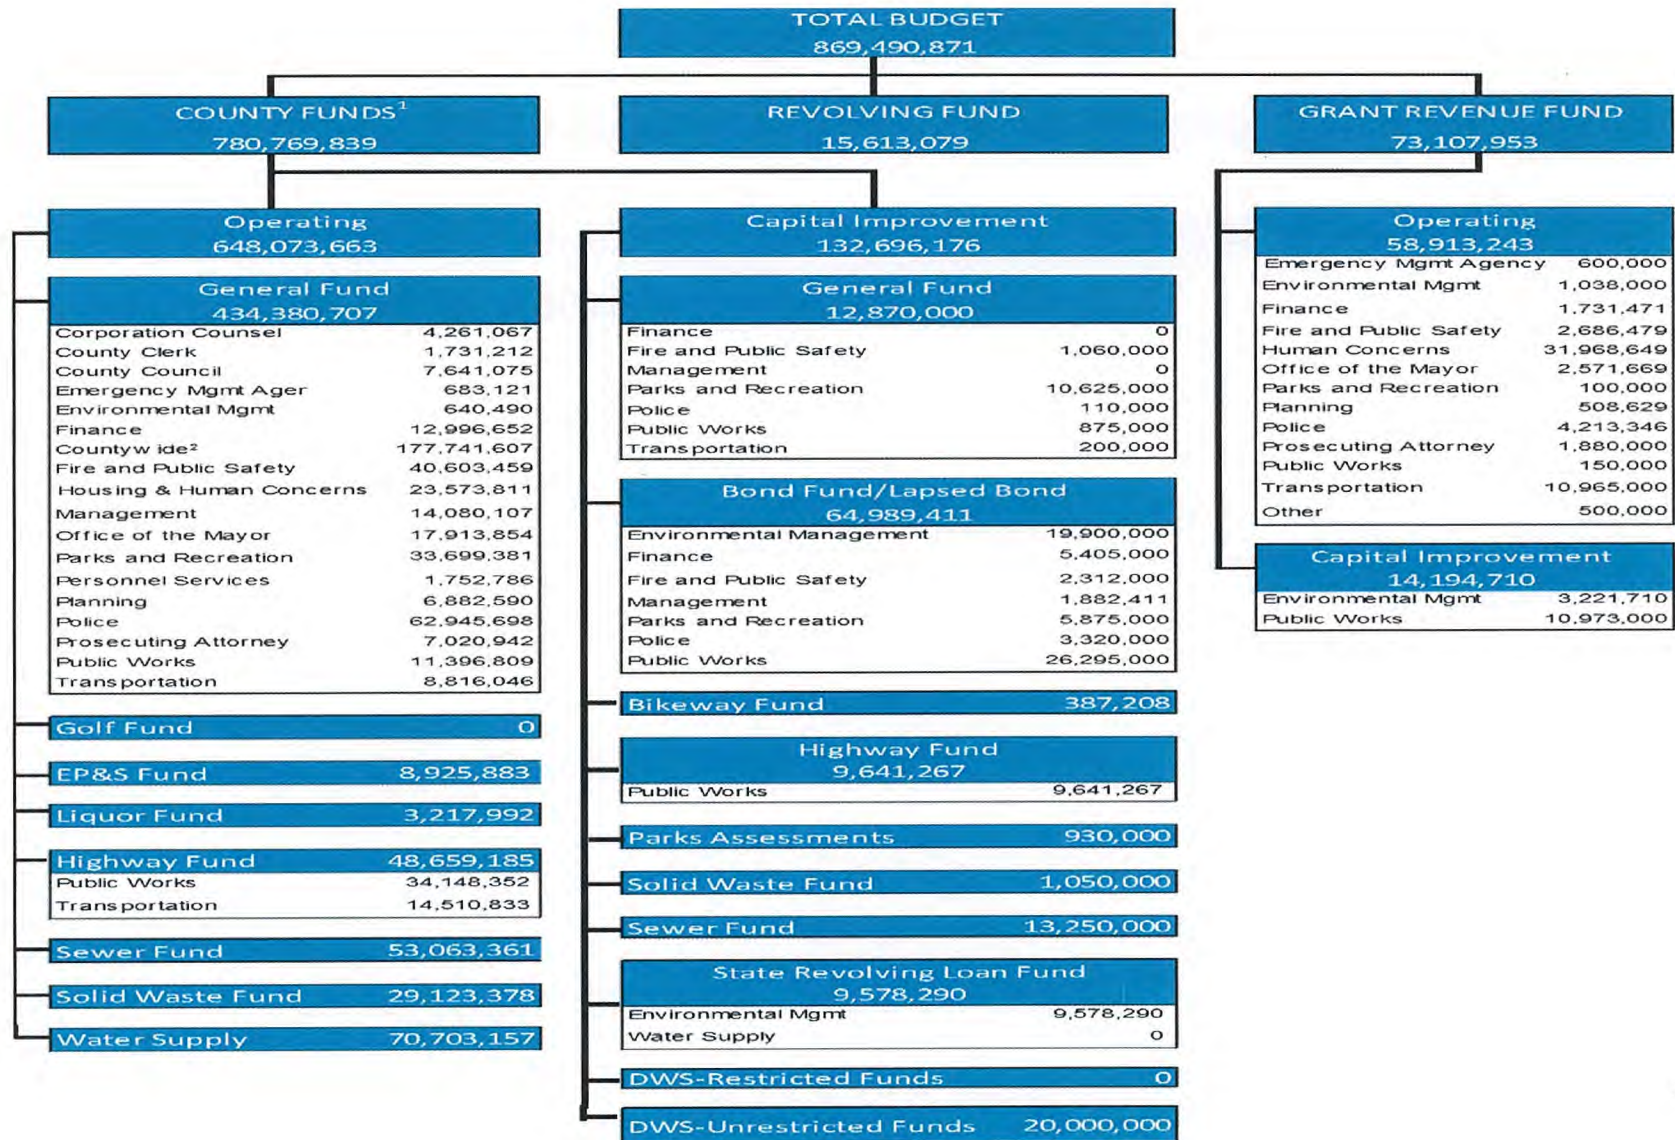 TOTAL BUDGET
869,490,871
COUNTY FUNDS¹
780,769,839
REVOLVING FUND
15,613,079
GRANT REVENUE FUND
73,107,953
Operating
648,073,663
General Fund
434,380,707
Corporation Counsel 4,261,067
County Clerk 1,731,212
County Council 7,641,075
Emergency Mgmt Ager 683,121
Environmental Mgmt 640,490
Finance 12,996,652
Countyw ide² 177,741,607
Fire and Public Safety 40,603,459
Housing & Human Concerns 23,573,811
Management 14,080,107
Office of the Mayor 17,913,854
Parks and Recreation 33,699,381
Personnel Services 1,752,786
Planning 6,882,590
Police 62,945,698
Prosecuting Attorney 7,020,942
Public Works 11,396,809
Transportation 8,816,046
Golf Fund 0
EP&S Fund 8,925,883
Liquor Fund 3,217,992
Highway Fund 48,659,185
Public Works 34,148,352
Transportation 14,510,833
Sewer Fund 53,063,361
Solid Waste Fund 29,123,378
Water Supply 70,703,157
Capital Improvement
132,696,176
General Fund
12,870,000
Finance 0
Fire and Public Safety 1,060,000
Management 0
Parks and Recreation 10,625,000
Police 110,000
Public Works 875,000
Transportation 200,000
Bond Fund/Lapsed Bond
64,989,411
Environmental Management 19,900,000
Finance 5,405,000
Fire and Public Safety 2,312,000
Management 1,882,411
Parks and Recreation 5,875,000
Police 3,320,000
Public Works 26,295,000
Bikeway Fund 387,208
Highway Fund
9,641,267
Public Works 9,641,267
Parks Assessments 930,000
Solid Waste Fund 1,050,000
Sewer Fund 13,250,000
State Revolving Loan Fund
9,578,290
Environmental Mgmt 9,578,290
Water Supply 0
DWS-Restricted Funds 0
DWS-Unrestricted Funds 20,000,000
Operating
58,913,243
Emergency Mgmt Agency 600,000
Environmental Mgmt 1,038,000
Finance 1,731,471
Fire and Public Safety 2,686,479
Human Concerns 31,968,649
Office of the Mayor 2,571,669
Parks and Recreation 100,000
Planning 508,629
Police 4,213,346
Prosecuting Attorney 1,880,000
Public Works 150,000
Transportation 10,965,000
Other 500,000
Capital Improvement
14,194,710
Environmental Mgmt 3,221,710
Public Works 10,973,000